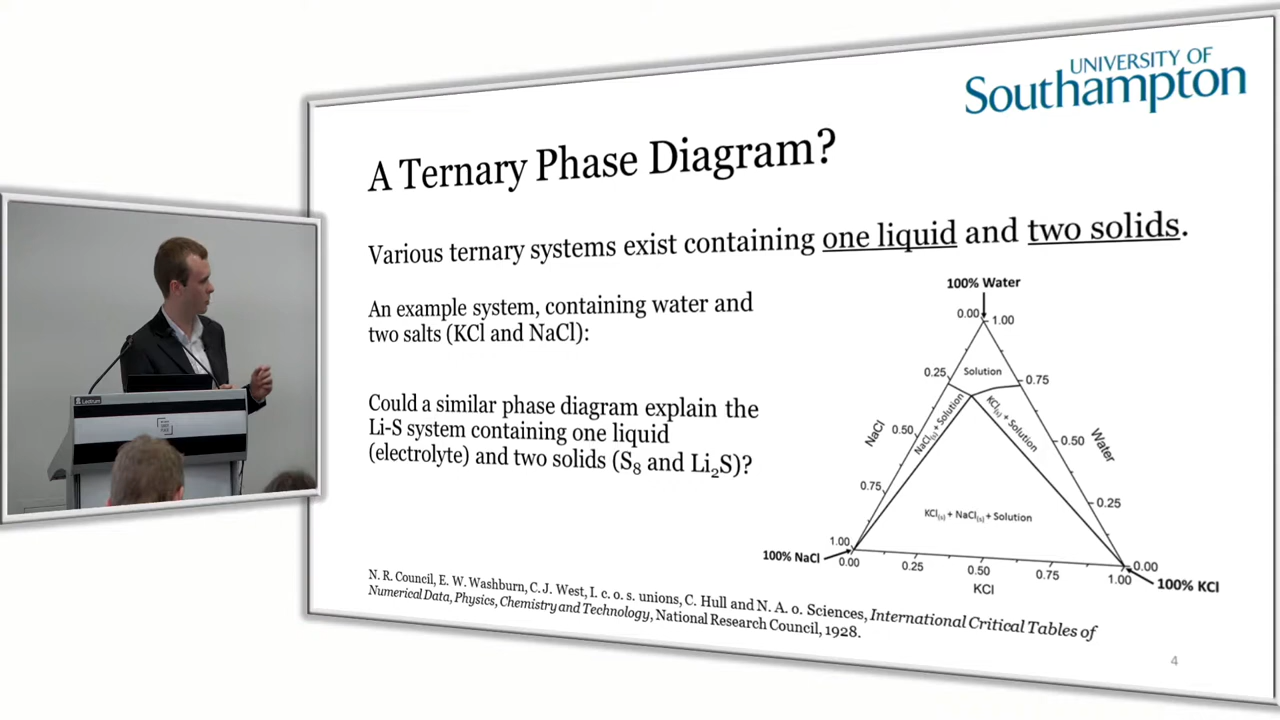 UNIVERSITY OF
Southampton
A Ternary Phase Diagram?
Various ternary systems exist containing one liquid and two solids.
An example system, containing water and
two salts (KCl and NaCl):
Could a similar phase diagram explain the
Li-S system containing one liquid
(electrolyte) and two solids (S₈ and Li₂S)?
100% Water
0.00
1.00
Solution
0.25
0.75
NaCl(s) + Solution
KCl(s) + Solution
NaCl
0.50
0.50
Water
0.75
0.25
KCl(s) + NaCl(s) + Solution
1.00
0.00
100% NaCl
0.00
0.25
0.50
0.75
1.00
100% KCl
KCl
N. R. Council, E. W. Washburn, C. J. West, I. c. o. s. unions, C. Hull and N. A. o. Sciences, International Critical Tables of
Numerical Data, Physics, Chemistry and Technology, National Research Council, 1928.
4